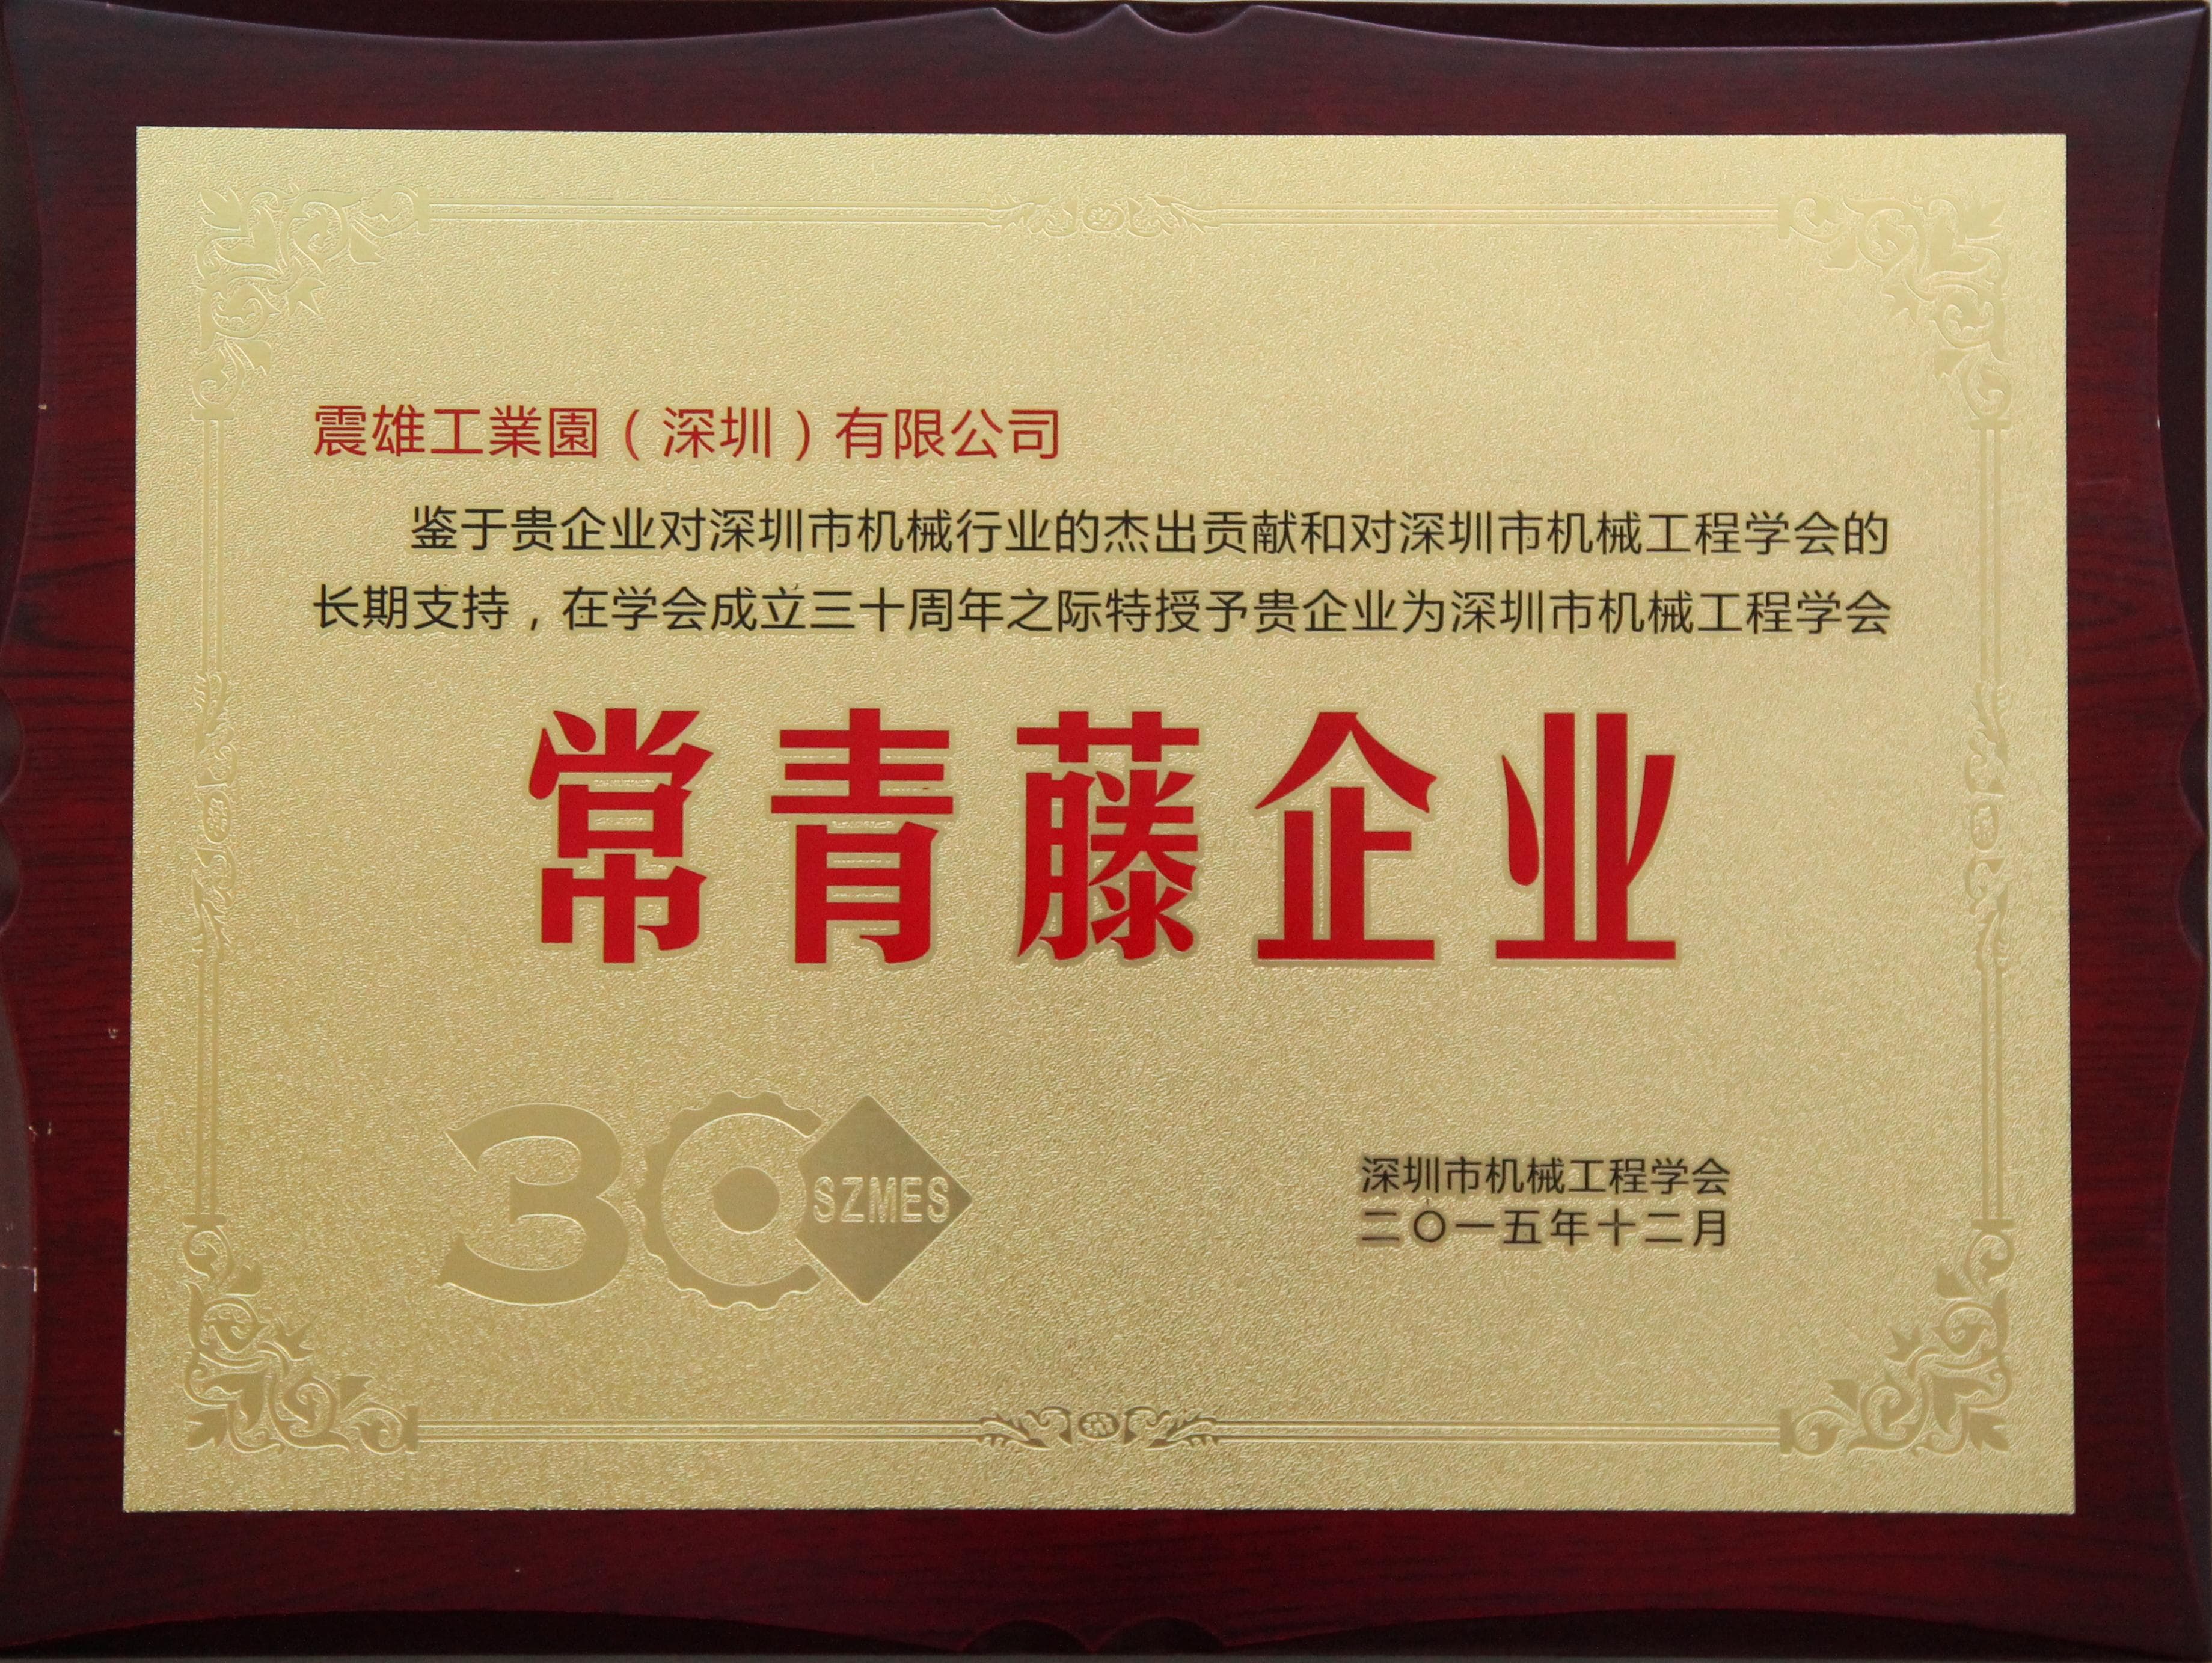 震雄工業園（深圳）有限公司
鉴于贵企业对深圳市机械行业的杰出贡献和对深圳市机械工程学会的
长期支持，在学会成立三十周年之际特授予贵企业为深圳市机械工程学会
常青藤企业
30 SZMES
深圳市机械工程学会
二〇一五年十二月